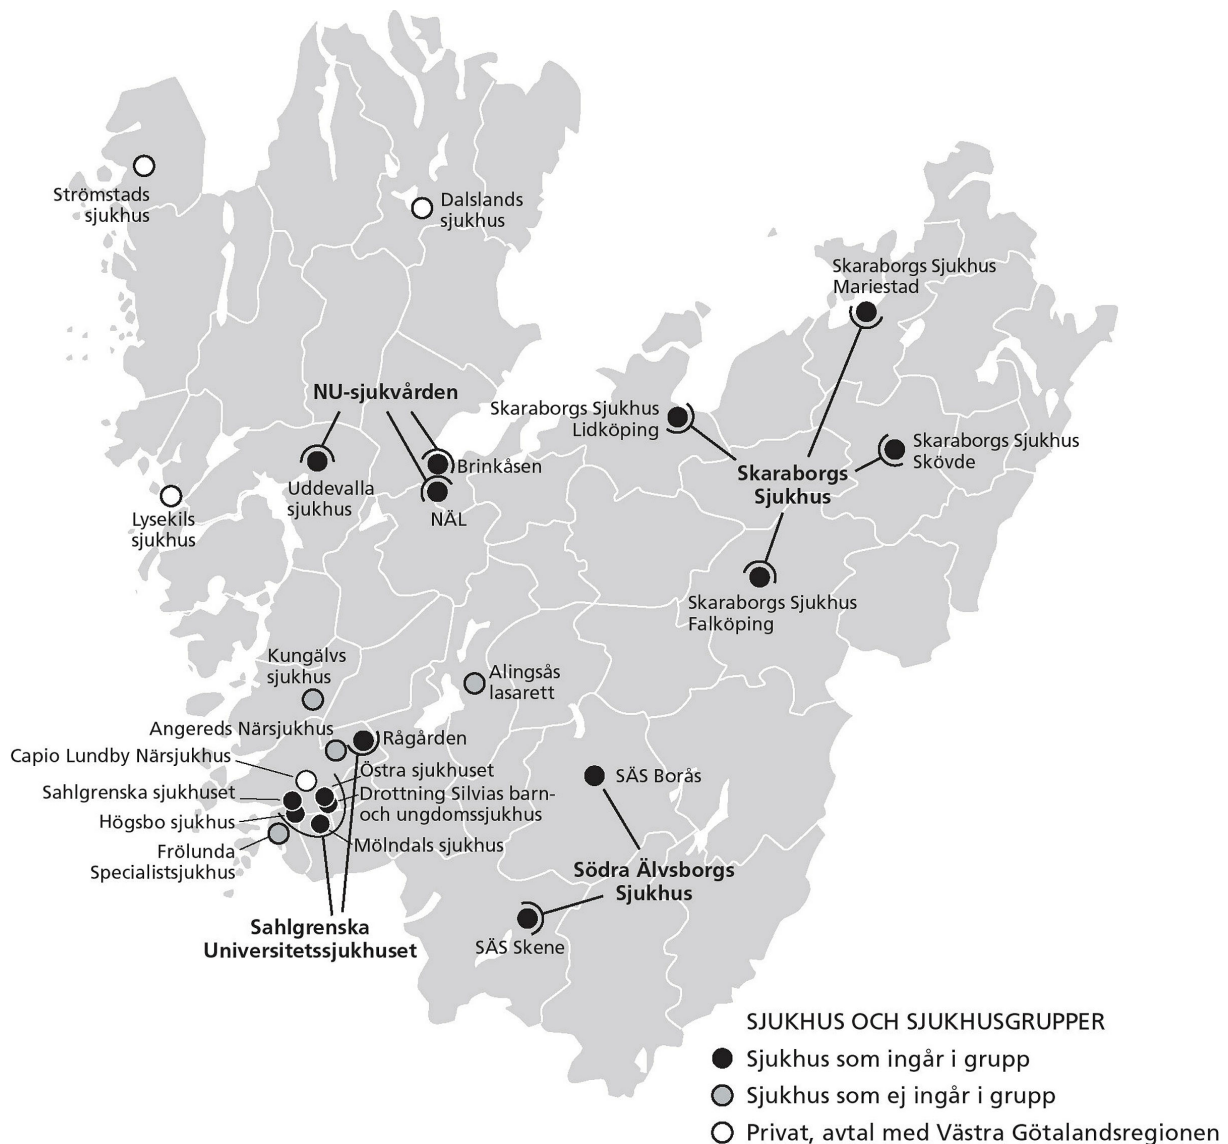 Strömstads
sjukhus
Dalslands
sjukhus
Skaraborgs Sjukhus
Mariestad
NU-sjukvården
Skaraborgs Sjukhus
Lidköping
Skaraborgs Sjukhus
Skövde
Brinkåsen
Skaraborgs
Sjukhus
Uddevalla
sjukhus
NÄL
Lysekils
sjukhus
Skaraborgs Sjukhus
Falköping
Kungälvs
sjukhus
Alingsås
lasarett
Angereds Närsjukhus
Rågården
Capio Lundby Närsjukhus
Östra sjukhuset
SÄS Borås
Sahlgrenska sjukhuset
Drottning Silvias barn-
och ungdomssjukhus
Högsbo sjukhus
Mölndals sjukhus
Frölunda
Specialistsjukhus
Södra Älvsborgs
Sjukhus
Sahlgrenska
Universitetssjukhuset
SÄS Skene
SJUKHUS OCH SJUKHUSGRUPPER
Sjukhus som ingår i grupp
Sjukhus som ej ingår i grupp
Privat, avtal med Västra Götalandsregionen